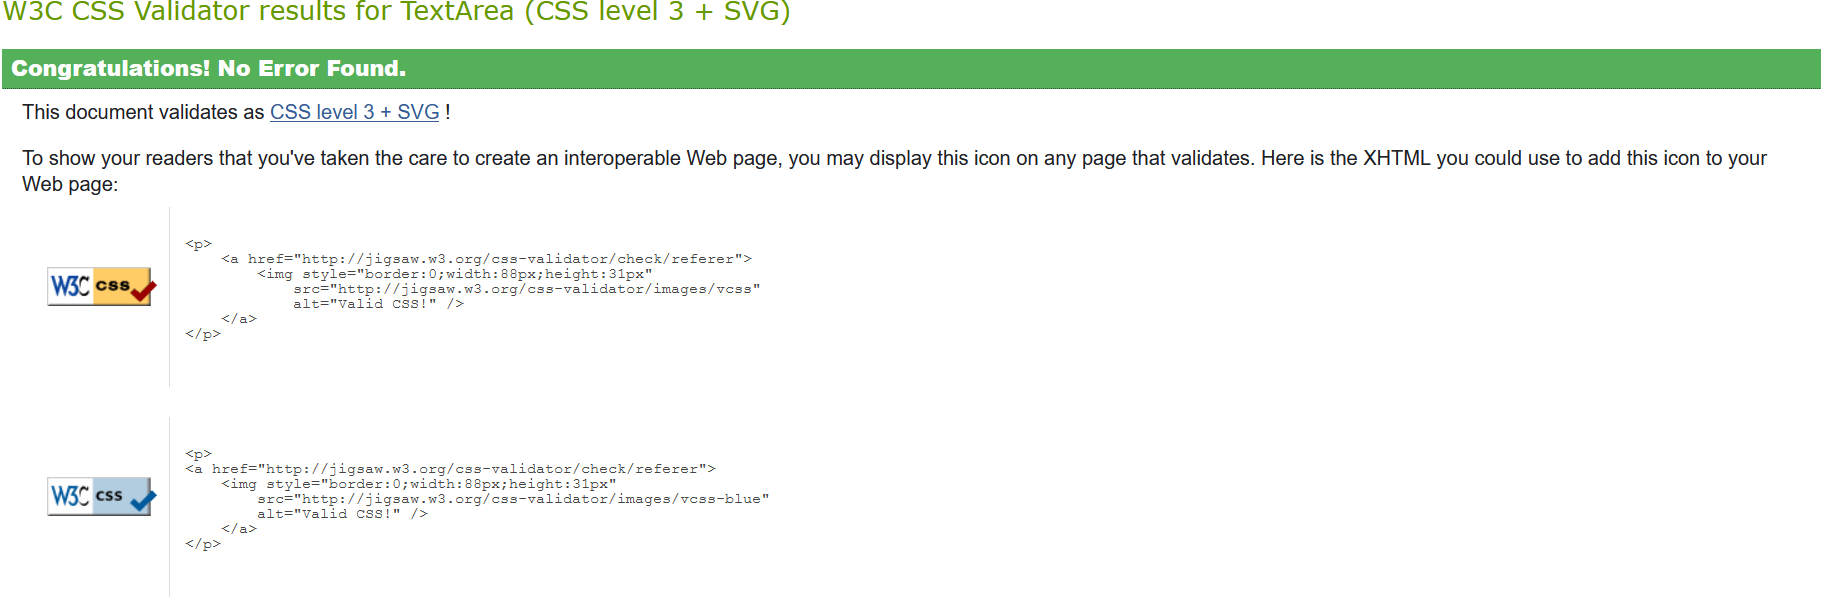 W3C CSS Validator results for TextArea (CSS level 3 + SVG)
Congratulations! No Error Found.
This document validates as CSS level 3 + SVG !
To show your readers that you've taken the care to create an interoperable Web page, you may display this icon on any page that validates. Here is the XHTML you could use to add this icon to your
Web page:
W3C css
<p>
    <a href="http://jigsaw.w3.org/css-validator/check/referer">
        <img style="border:0;width:88px;height:31px"
            src="http://jigsaw.w3.org/css-validator/images/vcss"
            alt="Valid CSS!" />
    </a>
</p>
W3C css
<p>
<a href="http://jigsaw.w3.org/css-validator/check/referer">
    <img style="border:0;width:88px;height:31px"
        src="http://jigsaw.w3.org/css-validator/images/vcss-blue"
        alt="Valid CSS!" />
    </a>
</p>